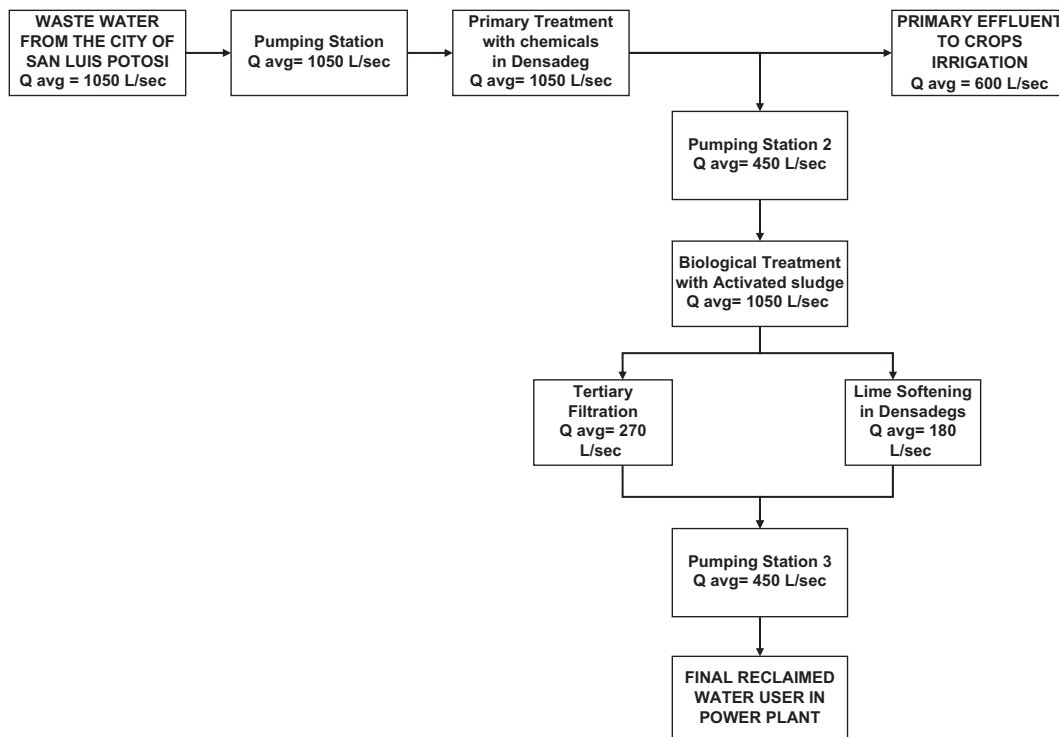 WASTE WATER
FROM THE CITY OF
SAN LUIS POTOSI
Q avg = 1050 L/sec
Pumping Station
Q avg= 1050 L/sec
Primary Treatment
with chemicals
in Densadeg
Q avg= 1050 L/sec
PRIMARY EFFLUENT
TO CROPS
IRRIGATION
Q avg = 600 L/sec
Pumping Station 2
Q avg= 450 L/sec
Biological Treatment
with Activated sludge
Q avg= 1050 L/sec
Tertiary
Filtration
Q avg= 270
L/sec
Lime Softening
in Densadegs
Q avg= 180
L/sec
Pumping Station 3
Q avg= 450 L/sec
FINAL RECLAIMED
WATER USER IN
POWER PLANT